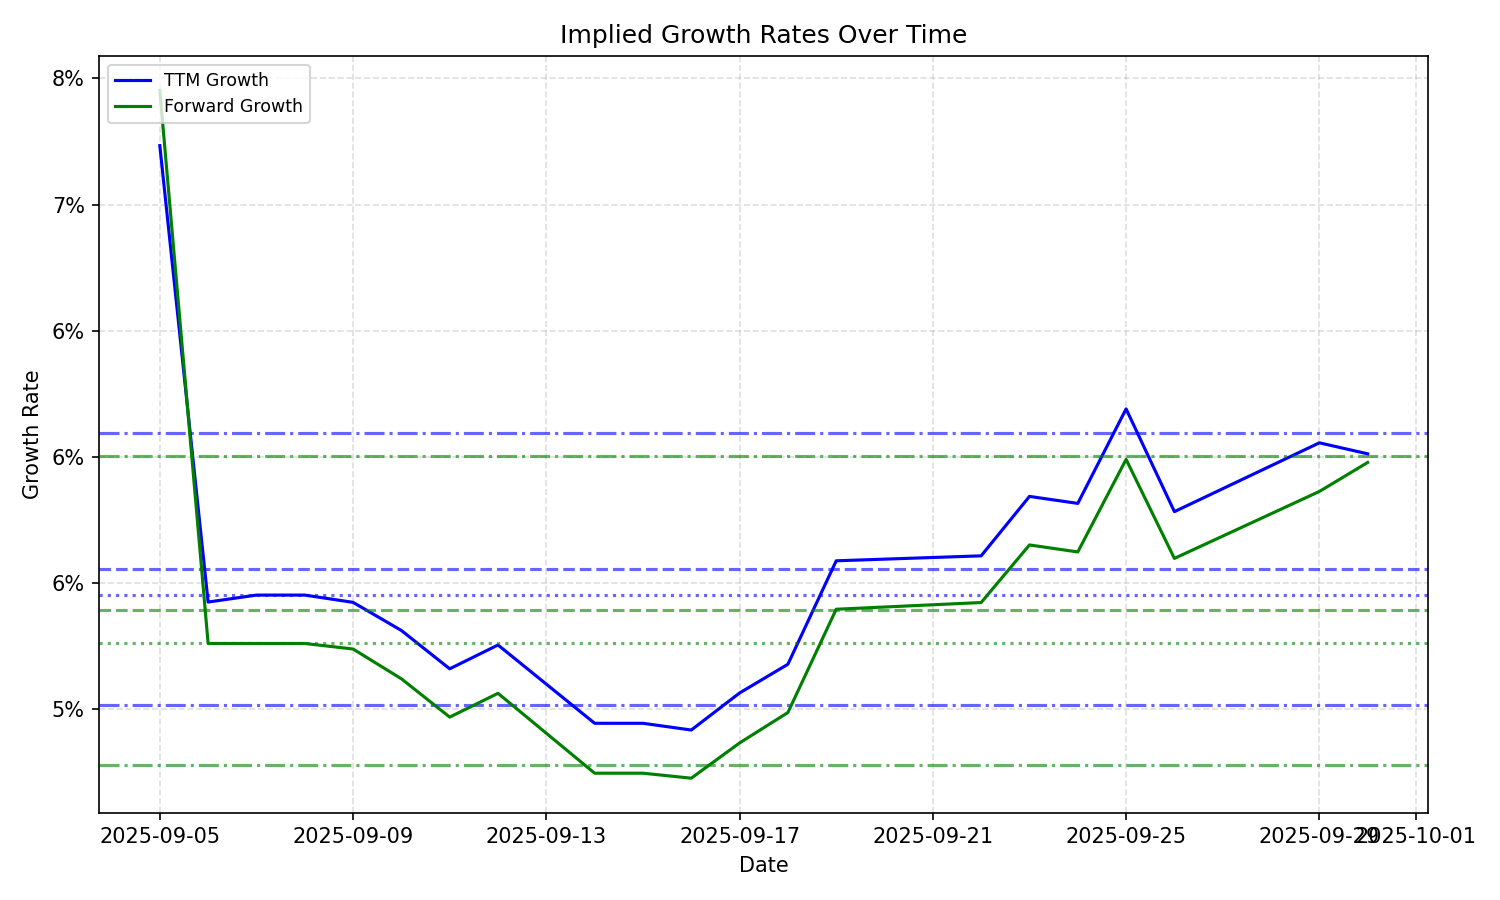 Implied Growth Rates Over Time
TTM Growth
Forward Growth
8%
7%
6%
6%
6%
5%
Growth Rate
2025-09-05
2025-09-09
2025-09-13
2025-09-17
2025-09-21
2025-09-25
2025-09-29
2025-10-01
Date